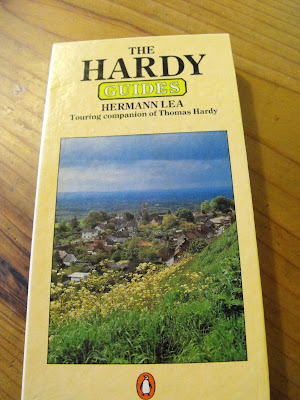 THE
HARDY
GUIDES
HERMANN LEA
Touring companion of Thomas Hardy